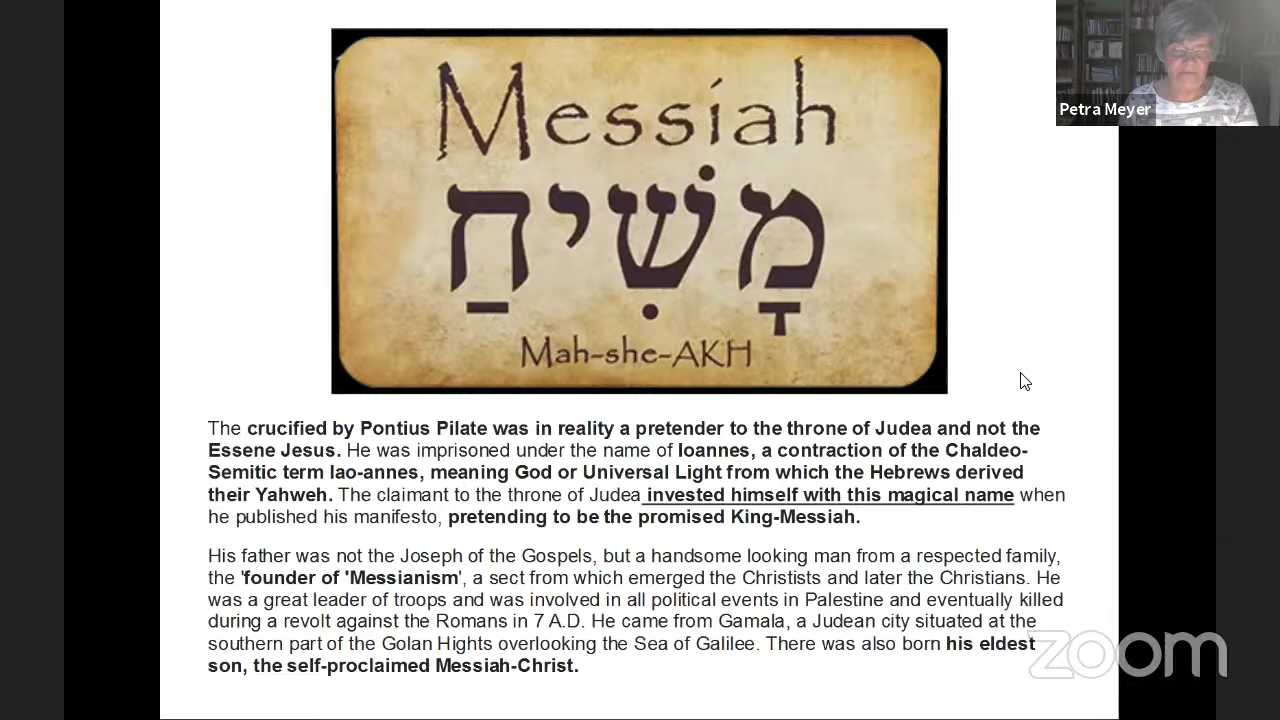 Messiah
מָשִׁיחַ
Mah-she-AKH
Petra Meyer
The crucified by Pontius Pilate was in reality a pretender to the throne of Judea and not the
Essene Jesus. He was imprisoned under the name of Ioannes, a contraction of the Chaldeo-
Semitic term Iao-annes, meaning God or Universal Light from which the Hebrews derived
their Yahweh. The claimant to the throne of Judea invested himself with this magical name when
he published his manifesto, pretending to be the promised King-Messiah.
His father was not the Joseph of the Gospels, but a handsome looking man from a respected family,
the 'founder of 'Messianism', a sect from which emerged the Christists and later the Christians. He
was a great leader of troops and was involved in all political events in Palestine and eventually killed
during a revolt against the Romans in 7 A.D. He came from Gamala, a Judean city situated at the
southern part of the Golan Hights overlooking the Sea of Galilee. There was also born his eldest
son, the self-proclaimed Messiah-Christ.
zoom